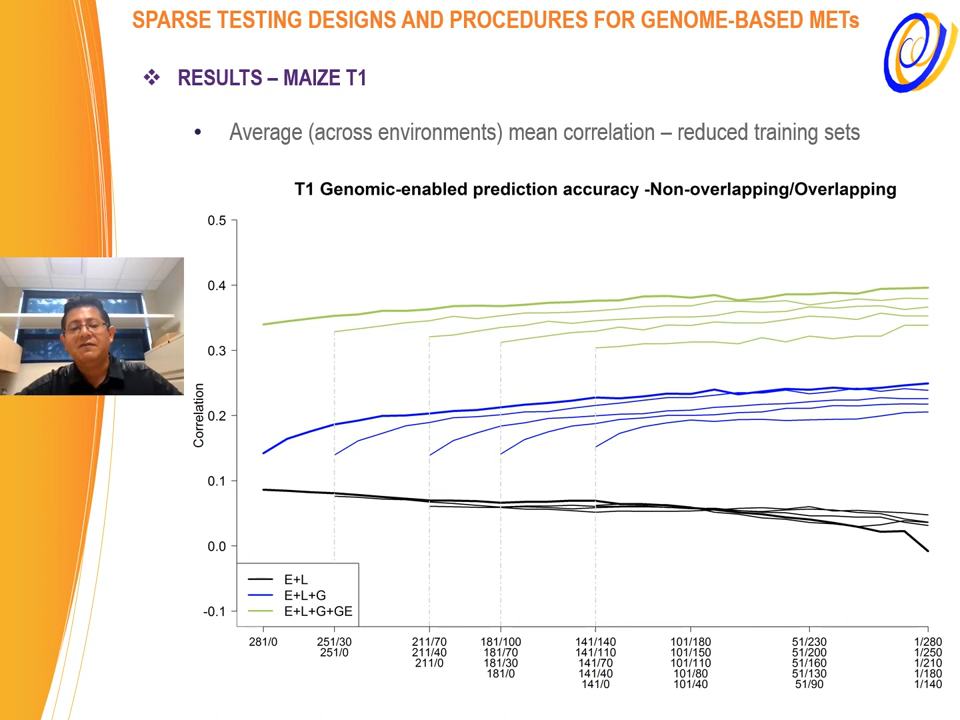 SPARSE TESTING DESIGNS AND PROCEDURES FOR GENOME-BASED METs
❖ RESULTS – MAIZE T1
• Average (across environments) mean correlation – reduced training sets
T1 Genomic-enabled prediction accuracy -Non-overlapping/Overlapping
0.5
0.4
0.3
0.2
0.1
0.0
-0.1
Correlation
E+L
E+L+G
E+L+G+GE
281/0 251/30 211/70 181/100 141/140 101/180 51/230 1/280
251/0 211/40 181/70 141/110 101/150 51/200 1/250
211/0 181/30 141/70 101/110 51/160 1/210
181/0 141/40 101/80 51/130 1/180
141/0 101/40 51/90 1/140